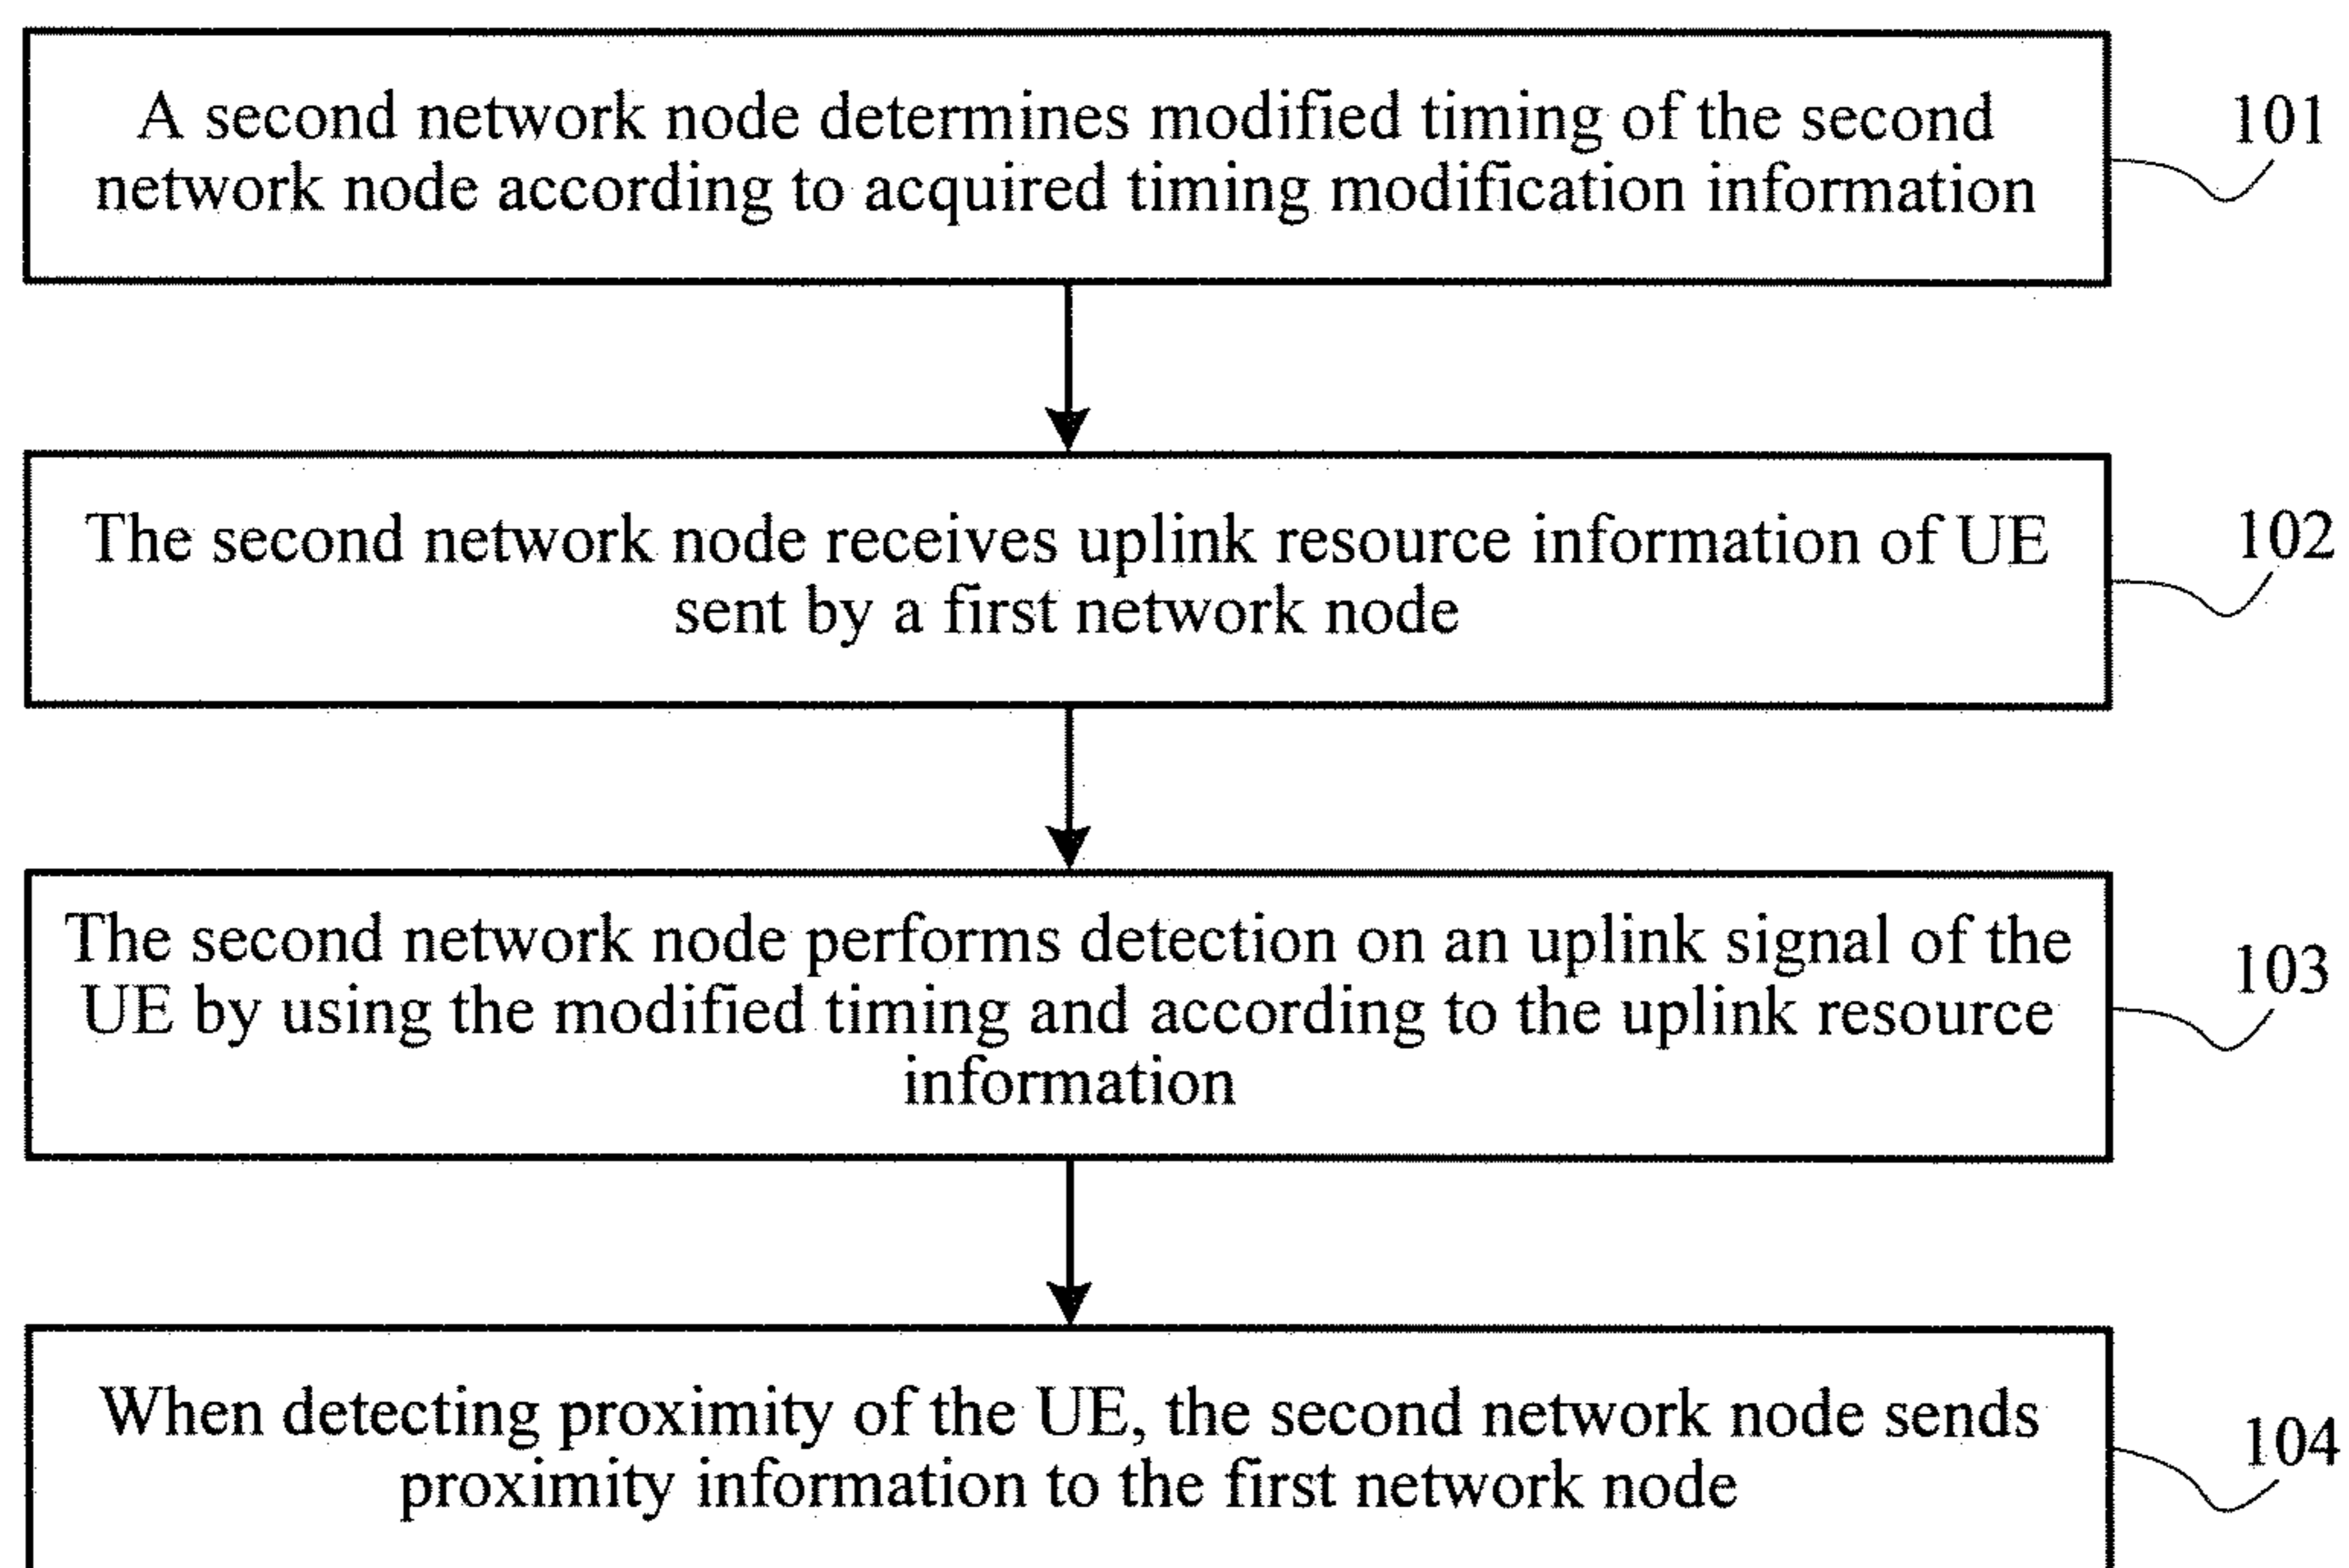 A second network node determines modified timing of the second
network node according to acquired timing modification information
101
The second network node receives uplink resource information of UE
sent by a first network node
102
The second network node performs detection on an uplink signal of the
UE by using the modified timing and according to the uplink resource
information
103
When detecting proximity of the UE, the second network node sends
proximity information to the first network node
104